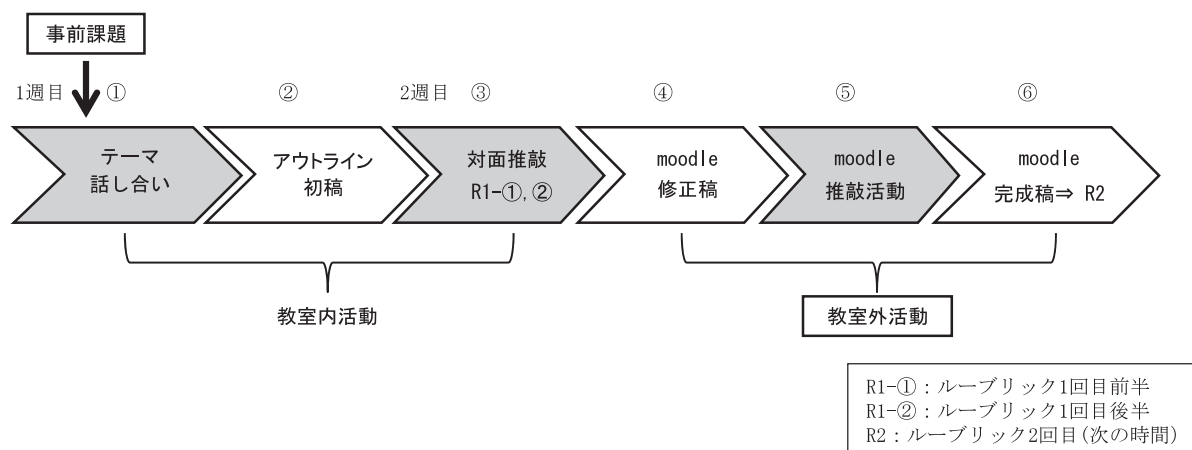 事前課題
1週目 ① ② 2週目 ③ ④ ⑤ ⑥
テーマ
話し合い
アウトライン
初稿
対面推敲
R1-①,②
moodle
修正稿
moodle
推敲活動
moodle
完成稿⇒ R2
教室内活動
教室外活動
R1-①：ルーブリック1回目前半
R1-②：ルーブリック1回目後半
R2：ルーブリック2回目(次の時間)